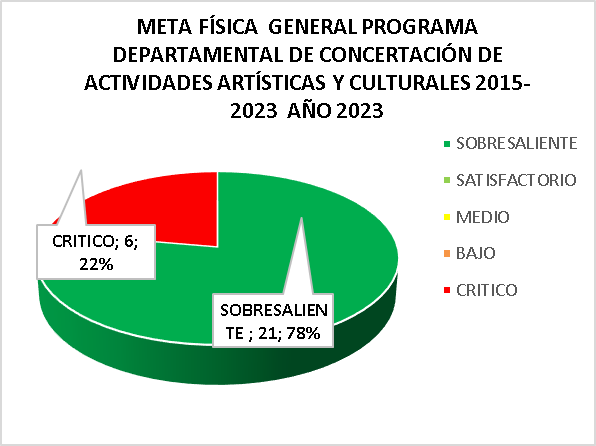 META FÍSICA GENERAL PROGRAMA
DEPARTAMENTAL DE CONCERTACIÓN DE
ACTIVIDADES ARTÍSTICAS Y CULTURALES 2015-
2023 AÑO 2023
SOBRESALIENTE
SATISFACTORIO
MEDIO
BAJO
CRITICO
CRITICO; 6;
22%
SOBRESALIEN
TE ; 21; 78%